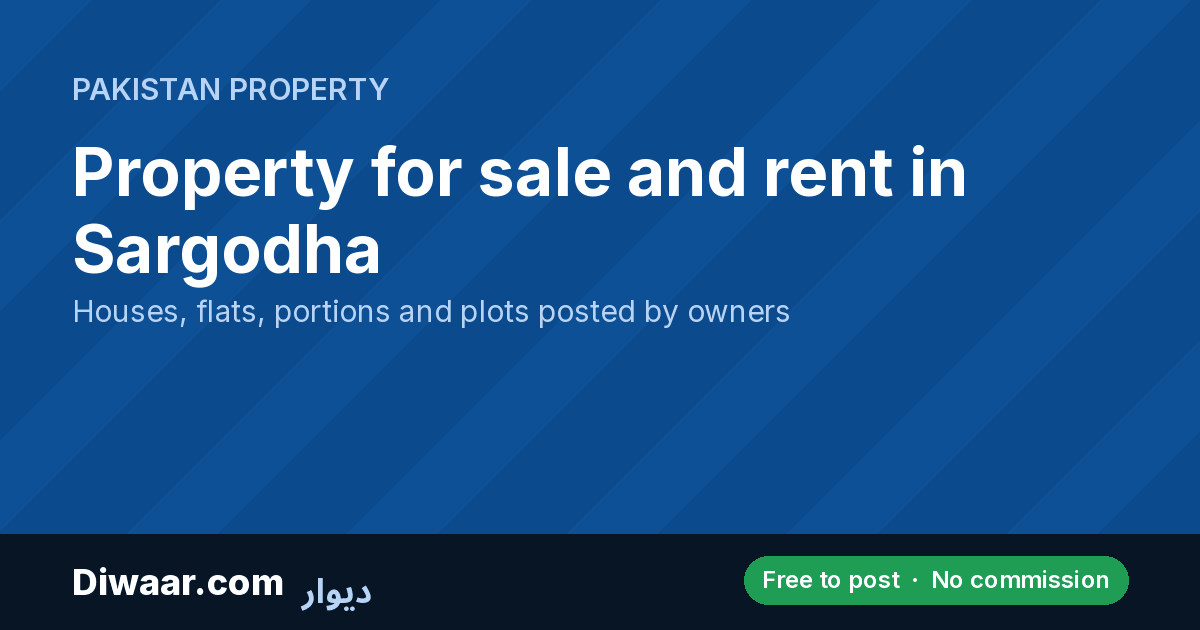 PAKISTAN PROPERTY
Property for sale and rent in
Sargodha
Houses, flats, portions and plots posted by owners
Diwaar.com دیوار
Free to post · No commission